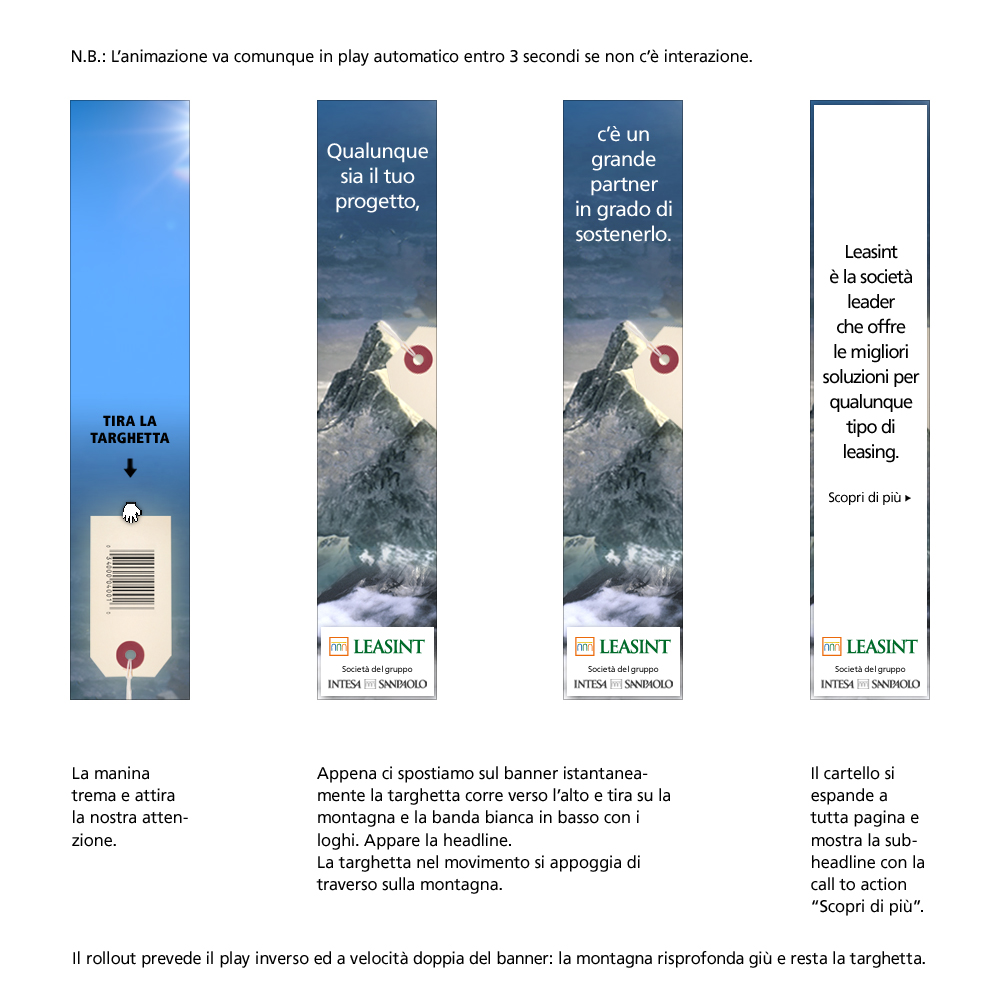 N.B.: L’animazione va comunque in play automatico entro 3 secondi se non c’è interazione.
TIRA LA
TARGHETTA
Qualunque
sia il tuo
progetto,
LEASINT
Società del gruppo
INTESA SANPAOLO
c’è un
grande
partner
in grado di
sostenerlo.
LEASINT
Società del gruppo
INTESA SANPAOLO
Leasint
è la società
leader
che offre
le migliori
soluzioni per
qualunque
tipo di
leasing.
Scopri di più
LEASINT
Società del gruppo
INTESA SANPAOLO
La manina
trema e attira
la nostra atten-
zione.
Appena ci spostiamo sul banner istantanea-
mente la targhetta corre verso l’alto e tira su la
montagna e la banda bianca in basso con i
loghi. Appare la headline.
La targhetta nel movimento si appoggia di
traverso sulla montagna.
Il cartello si
espande a
tutta pagina e
mostra la sub-
headline con la
call to action
“Scopri di più”.
Il rollout prevede il play inverso ed a velocità doppia del banner: la montagna risprofonda giù e resta la targhetta.